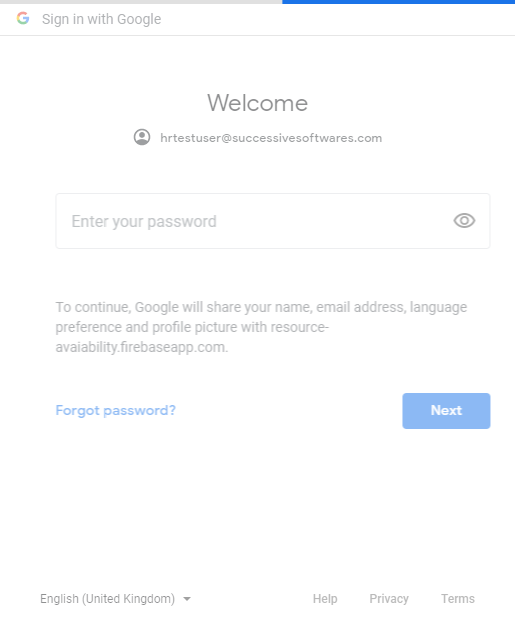 Sign in with Google
Welcome
hrtestuser@successivesoftwares.com
Enter your password
To continue, Google will share your name, email address, language
preference and profile picture with resource-
avaiability.firebaseapp.com.
Forgot password?
Next
English (United Kingdom)
Help
Privacy
Terms